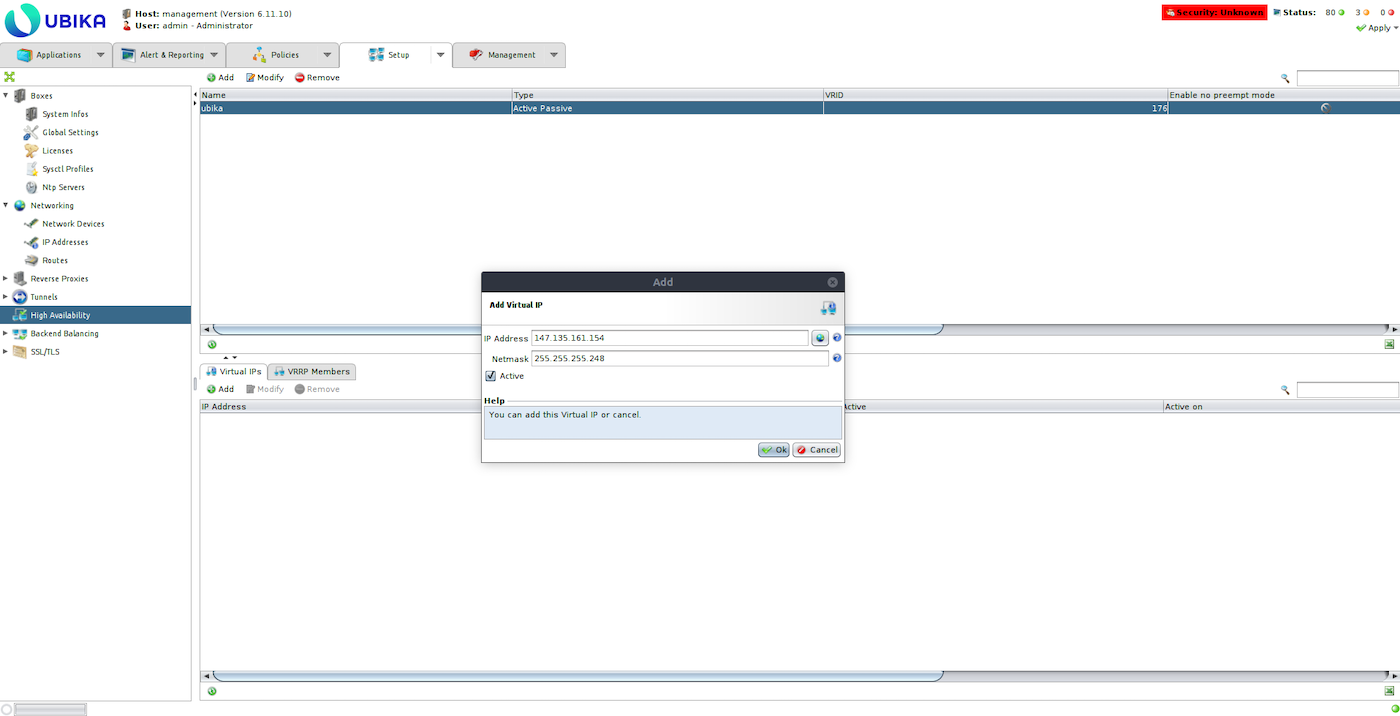 UBIKA
Host: management (Version 6.11.10)
User: admin - Administrator
Security: Unknown
Status: 80 3 0
Apply
Applications
Alert & Reporting
Policies
Setup
Management
Add Modify Remove
Boxes
System Infos
Global Settings
Licenses
Sysctl Profiles
Ntp Servers
Networking
Network Devices
IP Addresses
Routes
Reverse Proxies
Tunnels
High Availability
Backend Balancing
SSL/TLS
Name Type VRID Enable no preempt mode
ubika Active Passive 176
Virtual IPs VRRP Members
Add Modify Remove
IP Address Active Active on
Add
Add Virtual IP
IP Address 147.135.161.154
Netmask 255.255.255.248
Active
Help
You can add this Virtual IP or cancel.
Ok Cancel